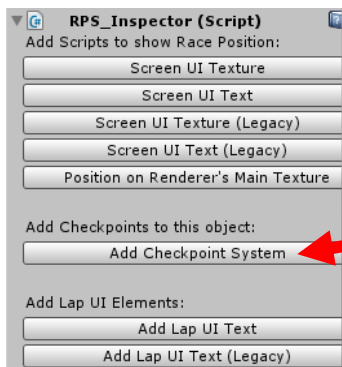 RPS_Inspector (Script)
Add Scripts to show Race Position:
Screen UI Texture
Screen UI Text
Screen UI Texture (Legacy)
Screen UI Text (Legacy)
Position on Renderer's Main Texture
Add Checkpoints to this object:
Add Checkpoint System
Add Lap UI Elements:
Add Lap UI Text
Add Lap UI Text (Legacy)